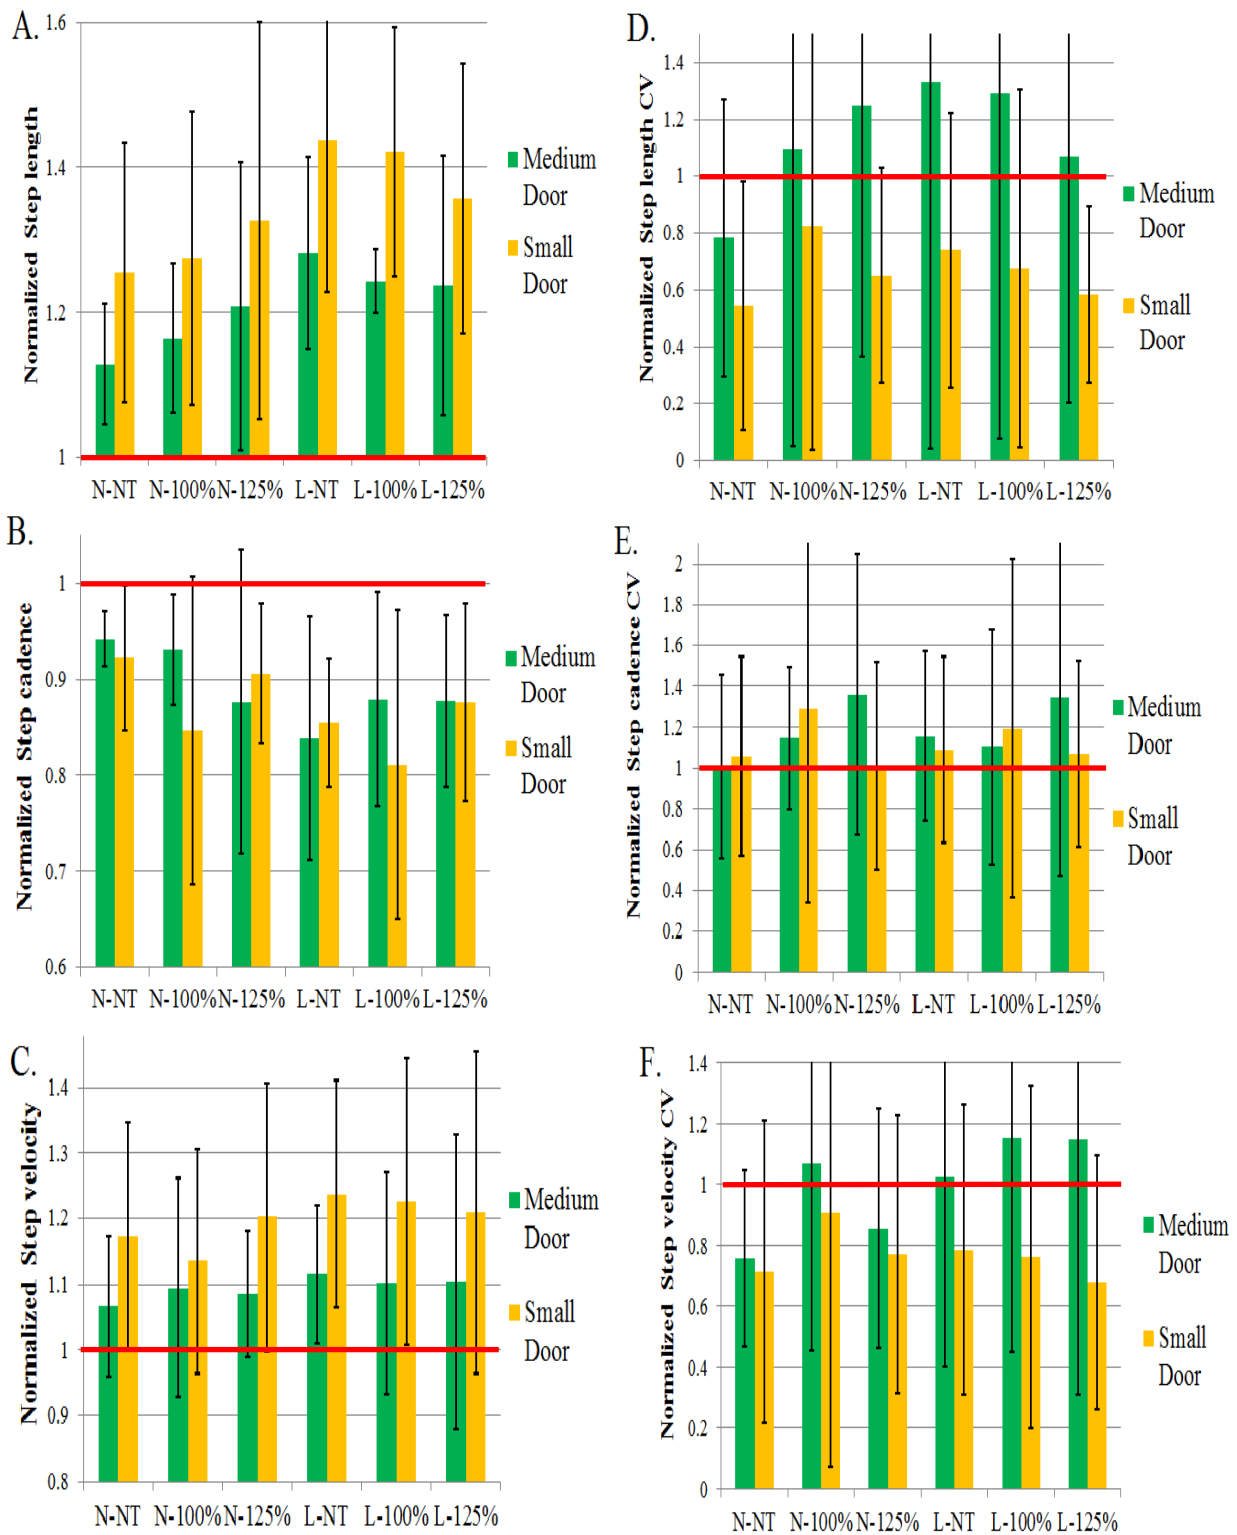 A.
Normalized Step length
1.6
1.4
1.2
1
N-NT N-100% N-125% L-NT L-100% L-125%
Medium
Door
Small
Door
B.
Normalized Step cadence
1
0.9
0.8
0.7
0.6
N-NT N-100% N-125% L-NT L-100% L-125%
Medium
Door
Small
Door
C.
Normalized Step velocity
1.4
1.3
1.2
1.1
1
0.9
0.8
N-NT N-100% N-125% L-NT L-100% L-125%
Medium
Door
Small
Door
D.
Normalized Step length CV
1.4
1.2
1
0.8
0.6
0.4
0.2
0
N-NT N-100% N-125% L-NT L-100% L-125%
Medium
Door
Small
Door
E.
Normalized Step cadence CV
2
1.8
1.6
1.4
1.2
1
0.8
0.6
0.4
0.2
0
N-NT N-100% N-125% L-NT L-100% L-125%
Medium
Door
Small
Door
F.
Normalized Step velocity CV
1.4
1.2
1
0.8
0.6
0.4
0.2
0
N-NT N-100% N-125% L-NT L-100% L-125%
Medium
Door
Small
Door